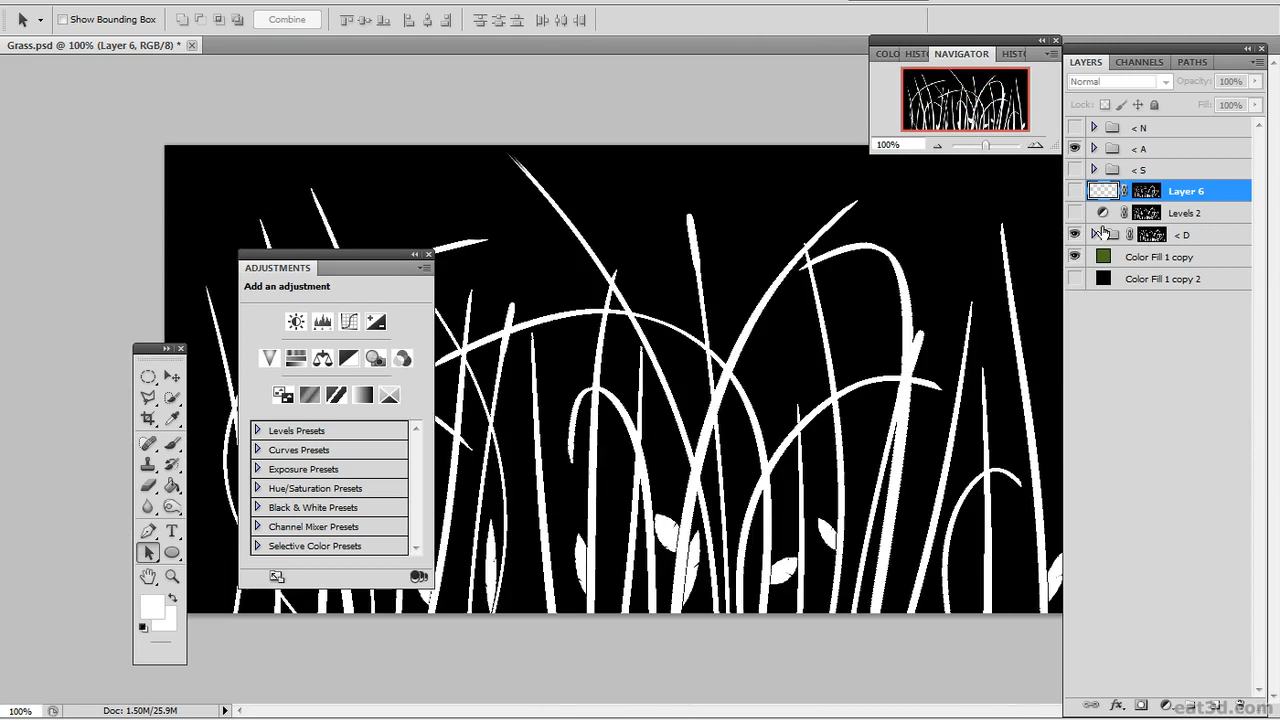 Show Bounding Box
Combine
Grass.psd @ 100% (Layer 6, RGB/8) *
COLO HISTO NAVIGATOR HIST
100%
LAYERS CHANNELS PATHS
Normal Opacity: 100%
Lock: Fill: 100%
< N
< A
< S
Layer 6
Levels 2
< D
Color Fill 1 copy
Color Fill 1 copy 2
ADJUSTMENTS
Add an adjustment
Levels Presets
Curves Presets
Exposure Presets
Hue/Saturation Presets
Black & White Presets
Channel Mixer Presets
Selective Color Presets
100% Doc: 1.50M/25.9M
eat3d.com